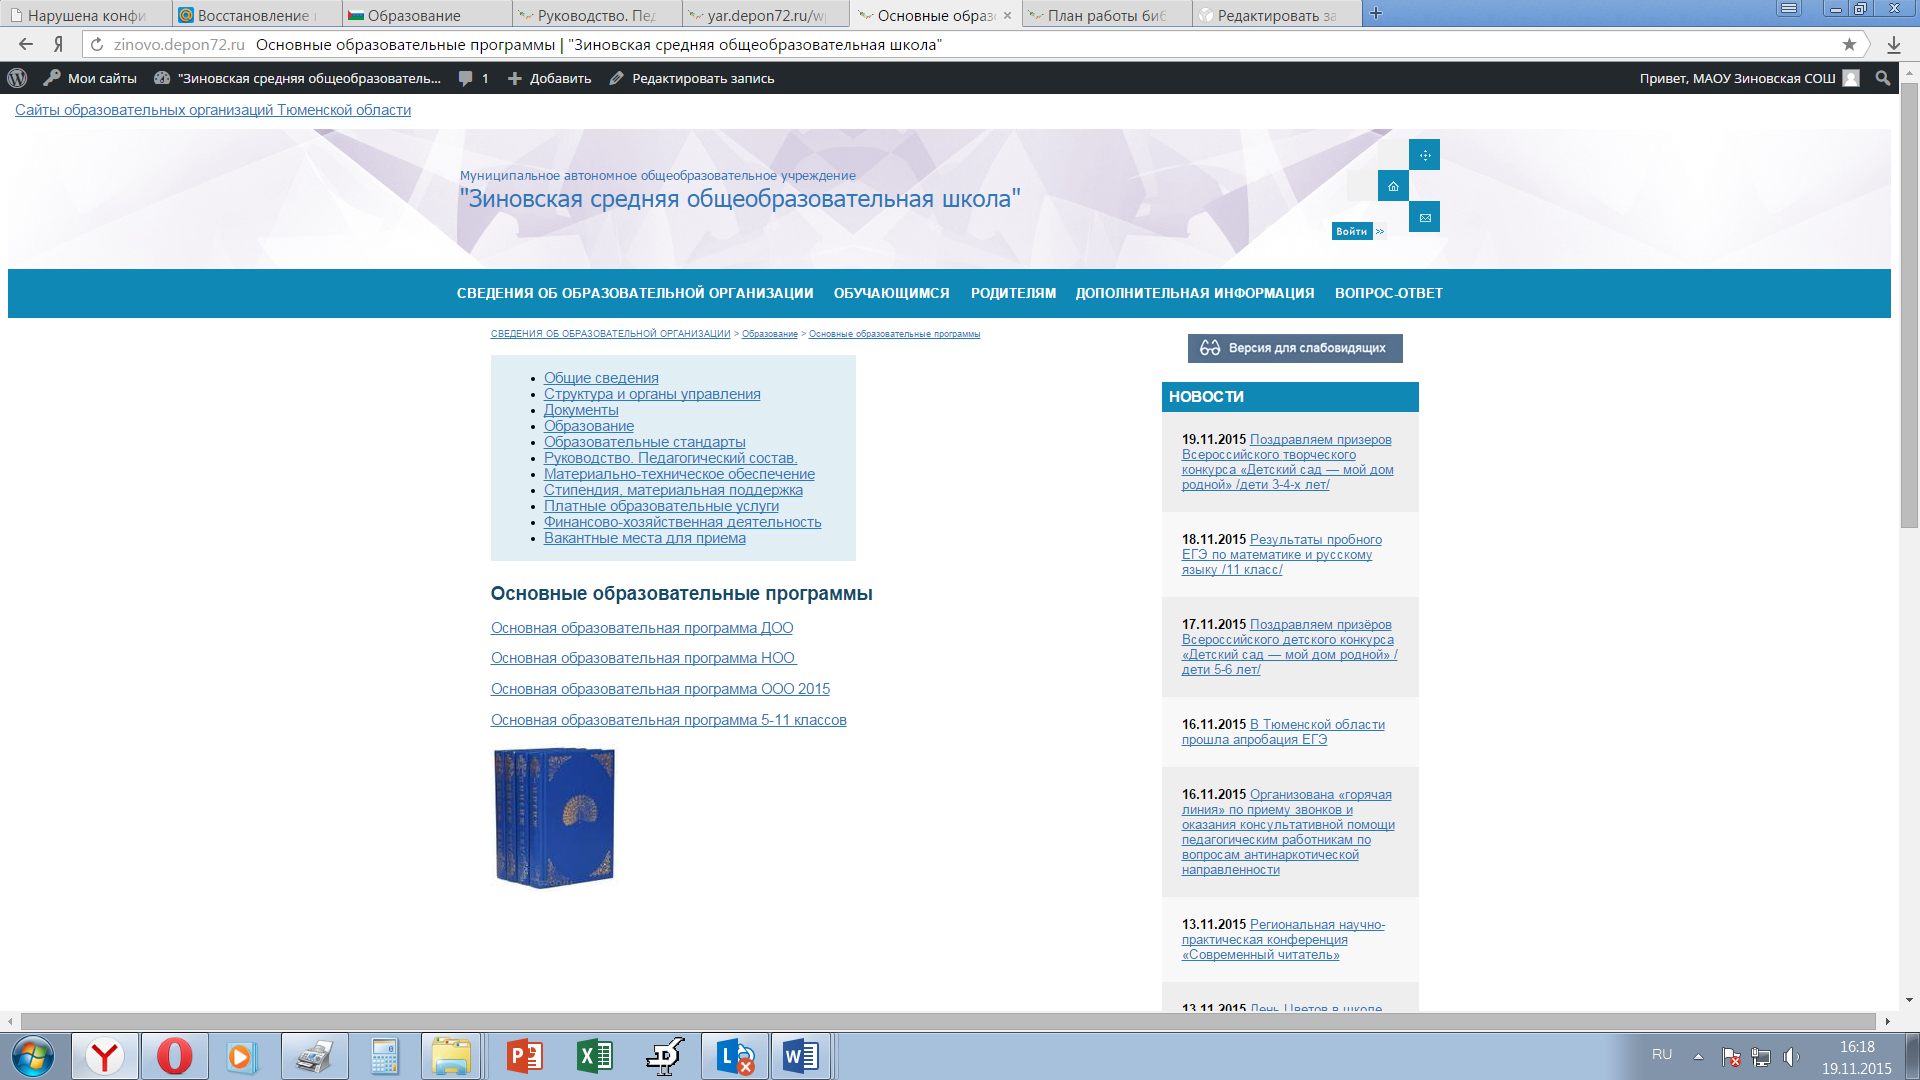 Нарушена конфи
Восстановление
Образование
Руководство. Пед
yar.depon72.ru/wp
Основные образо
План работы биб
Редактировать за
zinovo.depon72.ru Основные образовательные программы | "Зиновская средняя общеобразовательная школа"
Мои сайты "Зиновская средняя общеобразователь... 1 Добавить Редактировать запись Привет, МАОУ Зиновская СОШ
Сайты образовательных организаций Тюменской области
Муниципальное автономное общеобразовательное учреждение
"Зиновская средняя общеобразовательная школа"
Войти >>
СВЕДЕНИЯ ОБ ОБРАЗОВАТЕЛЬНОЙ ОРГАНИЗАЦИИ ОБУЧАЮЩИМСЯ РОДИТЕЛЯМ ДОПОЛНИТЕЛЬНАЯ ИНФОРМАЦИЯ ВОПРОС-ОТВЕТ
СВЕДЕНИЯ ОБ ОБРАЗОВАТЕЛЬНОЙ ОРГАНИЗАЦИИ > Образование > Основные образовательные программы
Общие сведения
Структура и органы управления
Документы
Образование
Образовательные стандарты
Руководство. Педагогический состав.
Материально-техническое обеспечение
Стипендия, материальная поддержка
Платные образовательные услуги
Финансово-хозяйственная деятельность
Вакантные места для приема
Основные образовательные программы
Основная образовательная программа ДОО
Основная образовательная программа НОО
Основная образовательная программа ООО 2015
Основная образовательная программа 5-11 классов
Версия для слабовидящих
НОВОСТИ
19.11.2015 Поздравляем призеров
Всероссийского творческого
конкурса «Детский сад — мой дом
родной» /дети 3-4-х лет/
18.11.2015 Результаты пробного
ЕГЭ по математике и русскому
языку /11 класс/
17.11.2015 Поздравляем призёров
Всероссийского детского конкурса
«Детский сад — мой дом родной» /
дети 5-6 лет/
16.11.2015 В Тюменской области
прошла апробация ЕГЭ
16.11.2015 Организована «горячая
линия» по приему звонков и
оказания консультативной помощи
педагогическим работникам по
вопросам антинаркотической
направленности
13.11.2015 Региональная научно-
практическая конференция
«Современный читатель»
13.11.2015 День Цветов в школе
RU
16:18
19.11.2015